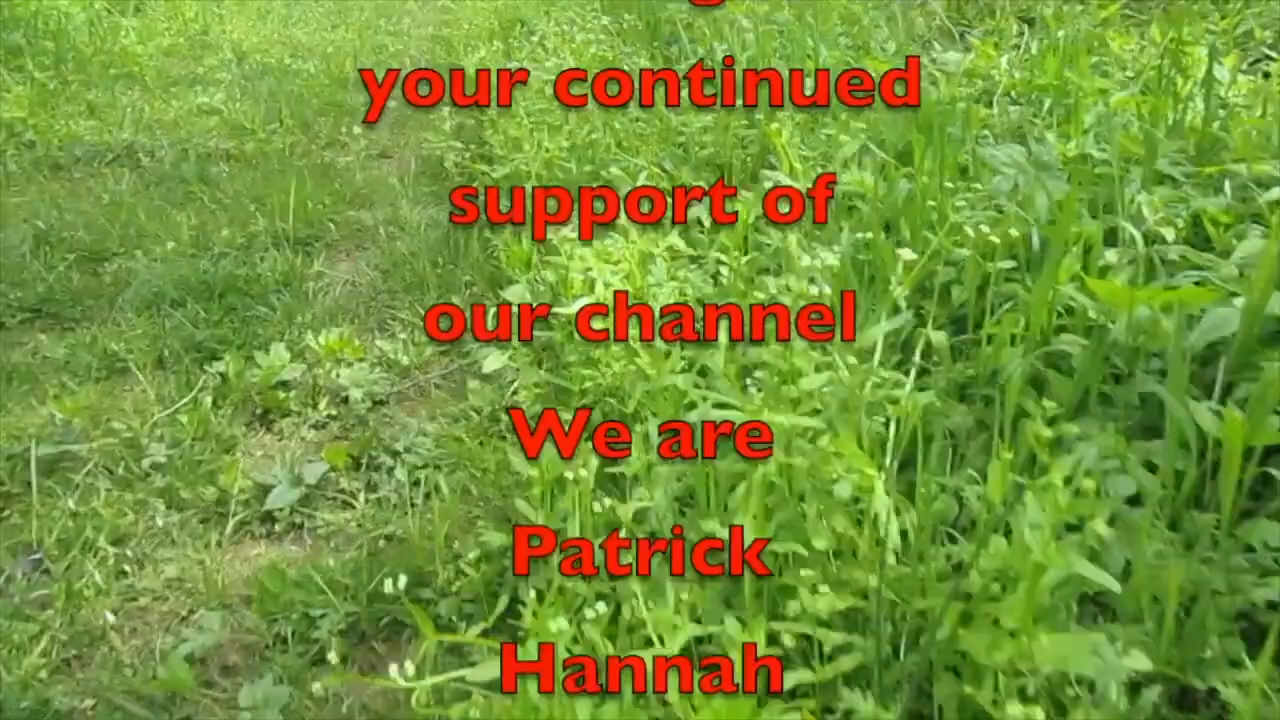 your continued
support of
our channel
We are
Patrick
Hannah